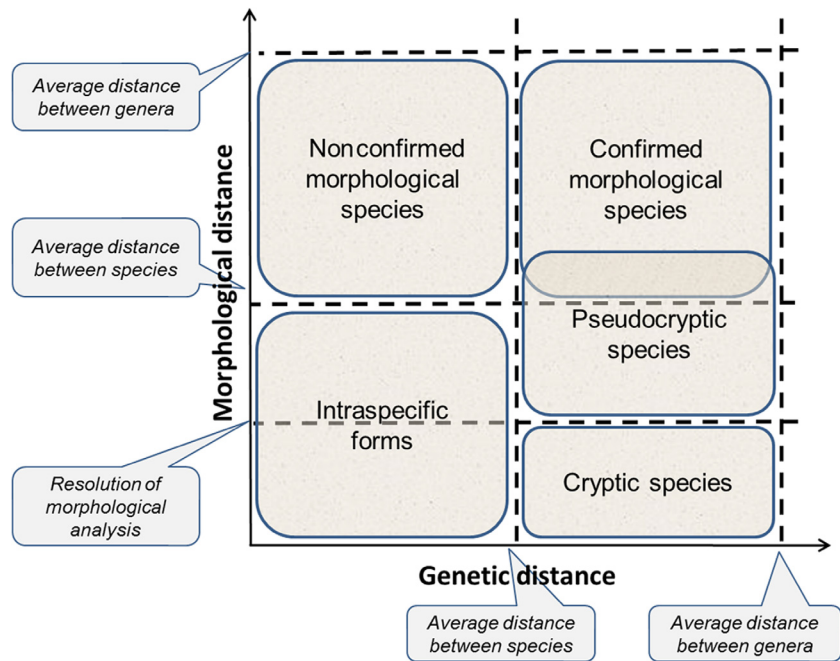 Average distance
between genera
Nonconfirmed
morphological
species
Confirmed
morphological
species
Morphological distance
Average distance
between species
Pseudocryptic
species
Intraspecific
forms
Resolution of
morphological
analysis
Cryptic species
Genetic distance
Average distance
between species
Average distance
between genera